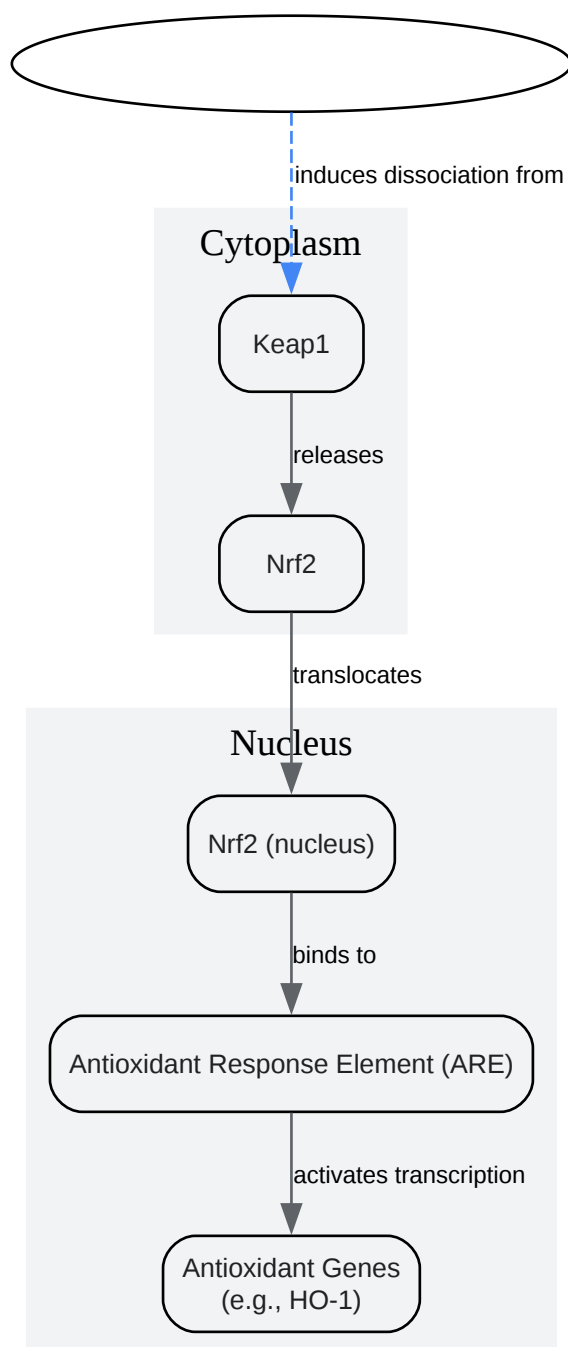 induces dissociation from
Cytoplasm
Keap1
releases
Nrf2
translocates
Nucleus
Nrf2 (nucleus)
binds to
Antioxidant Response Element (ARE)
activates transcription
Antioxidant Genes
(e.g., HO-1)